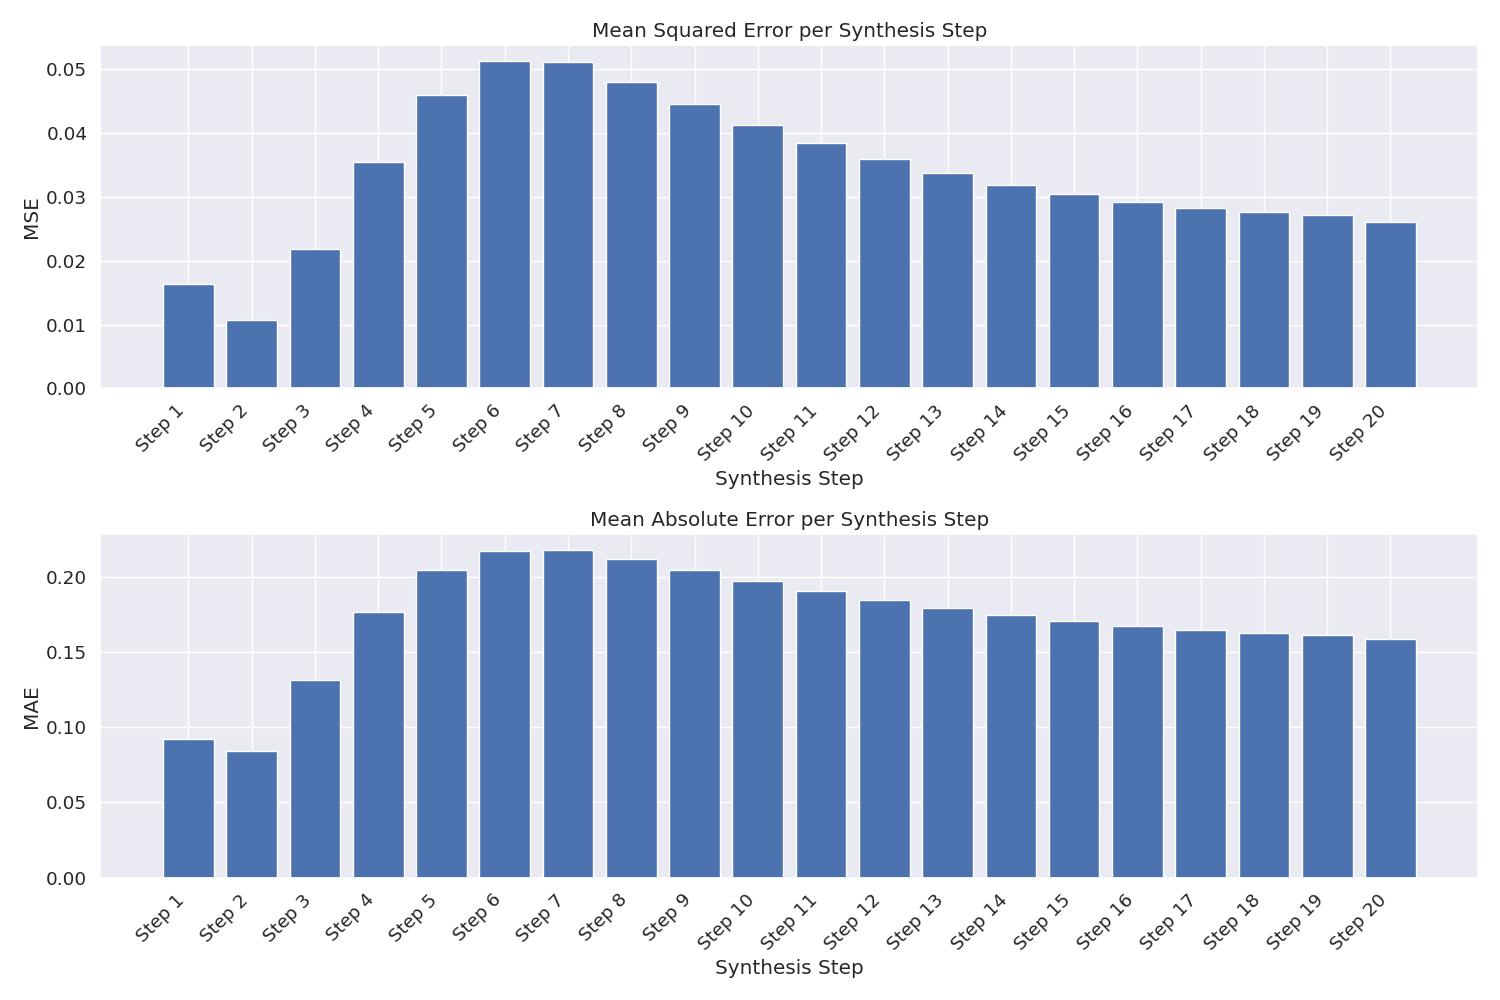 Mean Squared Error per Synthesis Step
MSE
0.05
0.04
0.03
0.02
0.01
0.00
Step 1
Step 2
Step 3
Step 4
Step 5
Step 6
Step 7
Step 8
Step 9
Step 10
Step 11
Step 12
Step 13
Step 14
Step 15
Step 16
Step 17
Step 18
Step 19
Step 20
Synthesis Step
Mean Absolute Error per Synthesis Step
MAE
0.20
0.15
0.10
0.05
0.00
Step 1
Step 2
Step 3
Step 4
Step 5
Step 6
Step 7
Step 8
Step 9
Step 10
Step 11
Step 12
Step 13
Step 14
Step 15
Step 16
Step 17
Step 18
Step 19
Step 20
Synthesis Step